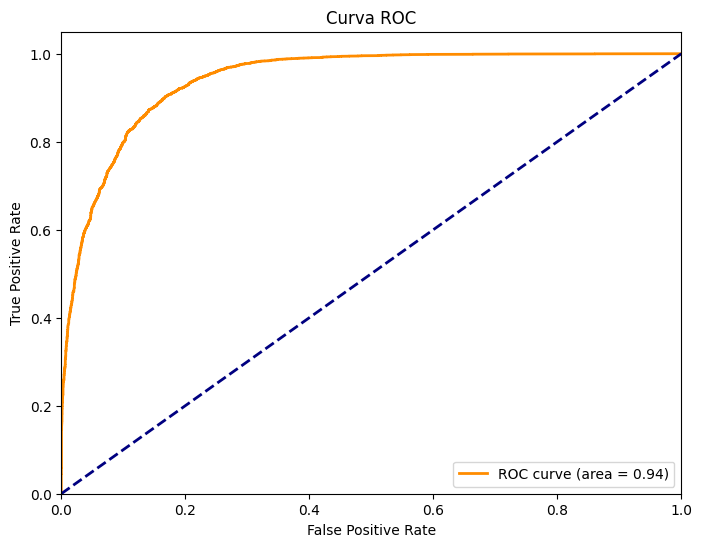 Curva ROC
1.0
0.8
0.6
0.4
0.2
0.0
True Positive Rate
ROC curve (area = 0.94)
0.0 0.2 0.4 0.6 0.8 1.0
False Positive Rate